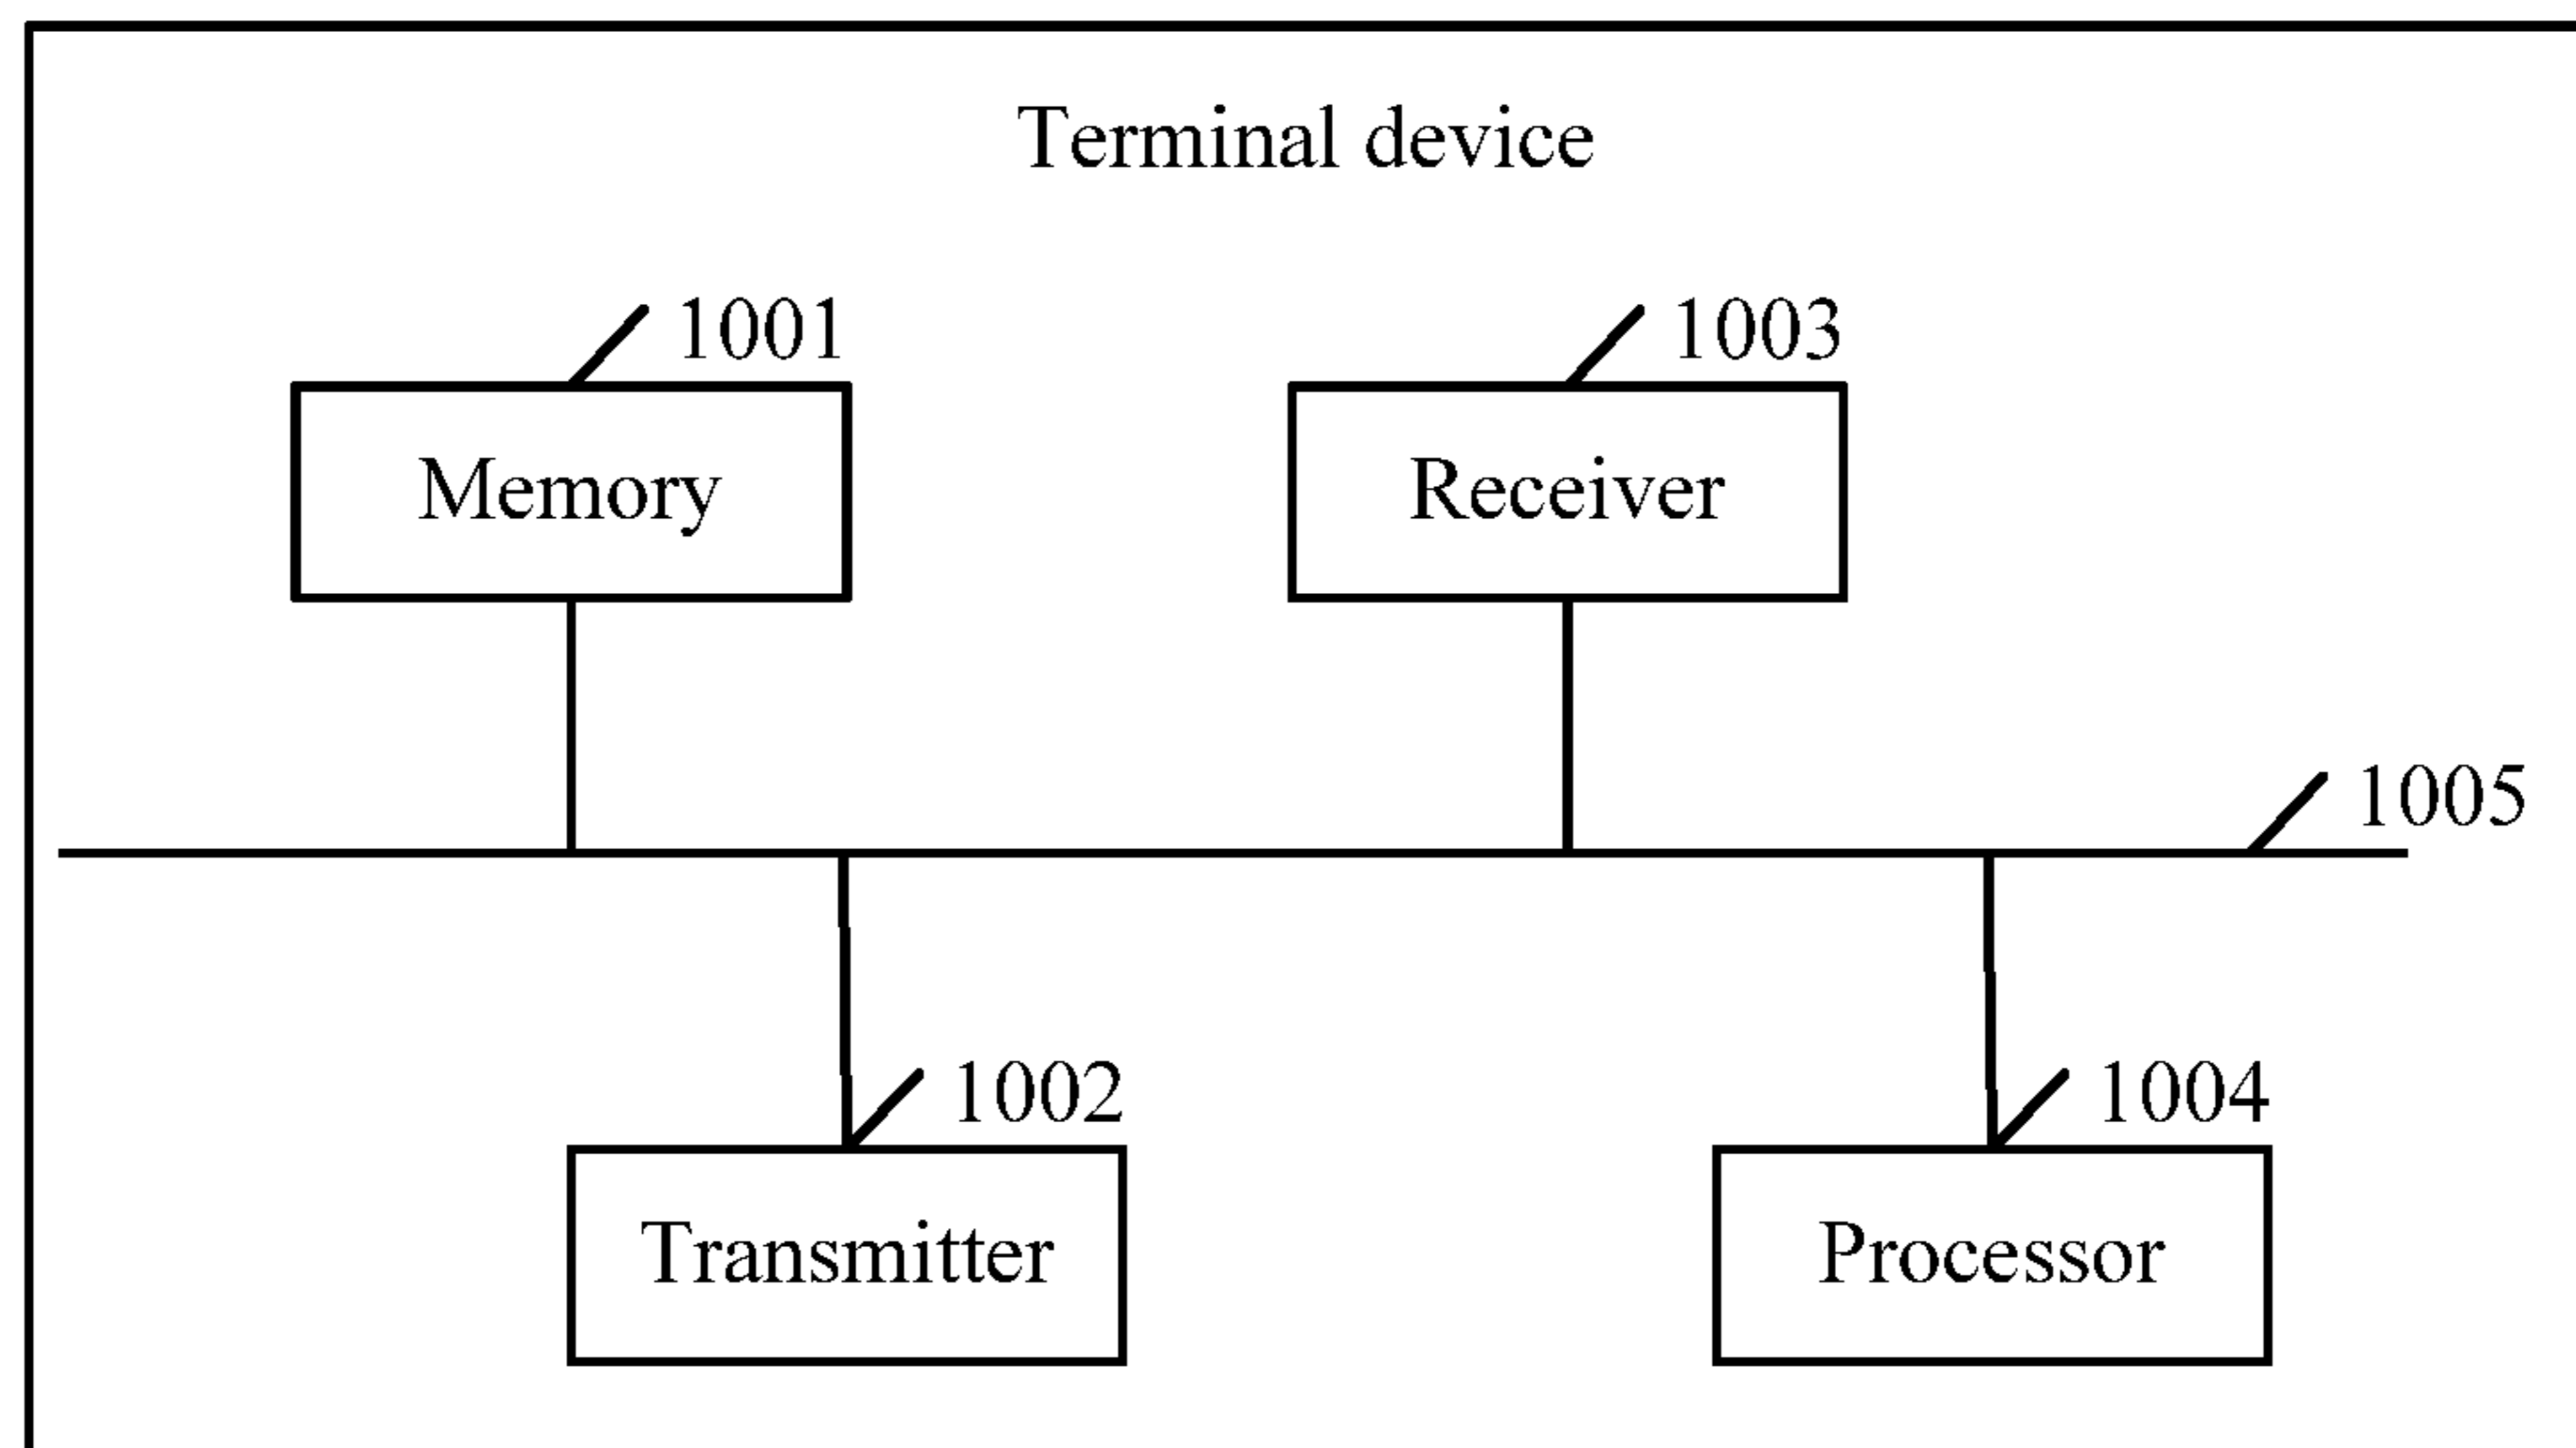 Terminal device
1001
1003
Memory
Receiver
1005
1002
1004
Transmitter
Processor